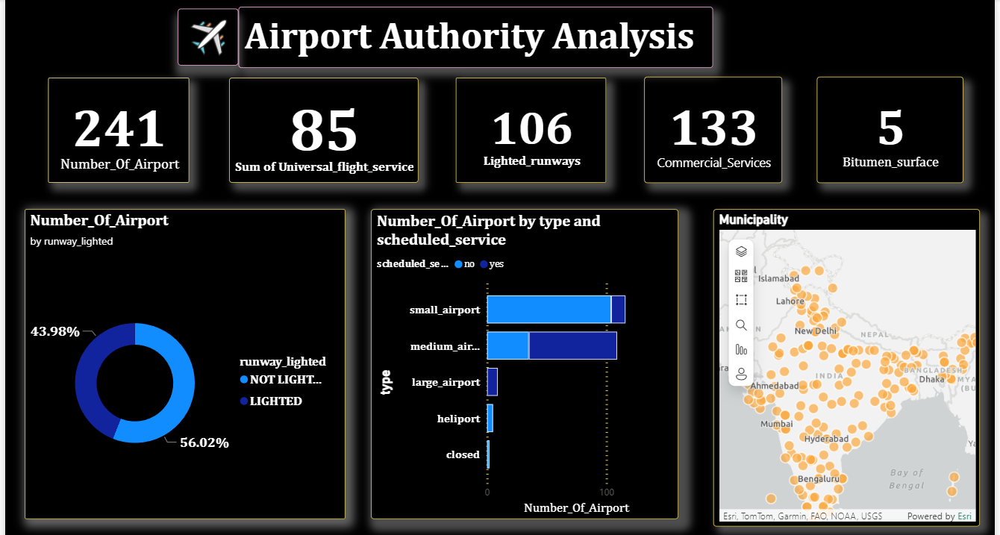 Airport Authority Analysis
241
Number_Of_Airport
85
Sum of Universal_flight_service
106
Lighted_runways
133
Commercial_Services
5
Bitumen_surface
Number_Of_Airport
by runway_lighted
43.98%
56.02%
runway_lighted
NOT LIGHT...
LIGHTED
Number_Of_Airport by type and
scheduled_service
scheduled_se... no yes
type
small_airport
medium_air...
large_airport
heliport
closed
0 100
Number_Of_Airport
Municipality
Islamabad
Lahore
New Delhi
NEPAL
INDIA
BANGLADESH
Dhaka
Ahmedabad
Mumbai
Hyderabad
Bay of
Bengal
Bengaluru
Esri, TomTom, Garmin, FAO, NOAA, USGS Powered by Esri